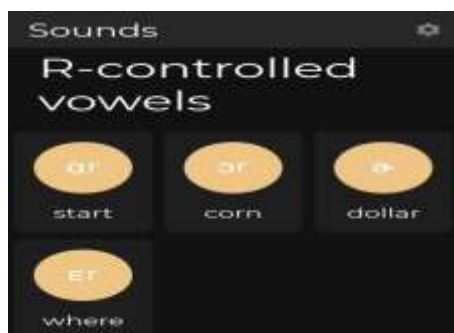 Sounds
R-controlled
vowels
ɑr ɔr ɚ
start corn dollar
ɛr
where